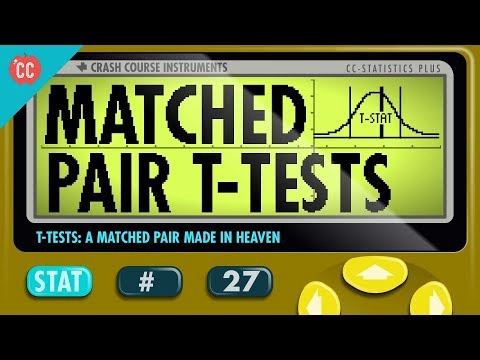 CC
CRASH COURSE INSTRUMENTS
CC-STATISTICS PLUS
MATCHED
PAIR T-TESTS
T-STAT
T-TESTS: A MATCHED PAIR MADE IN HEAVEN
STAT
#
27